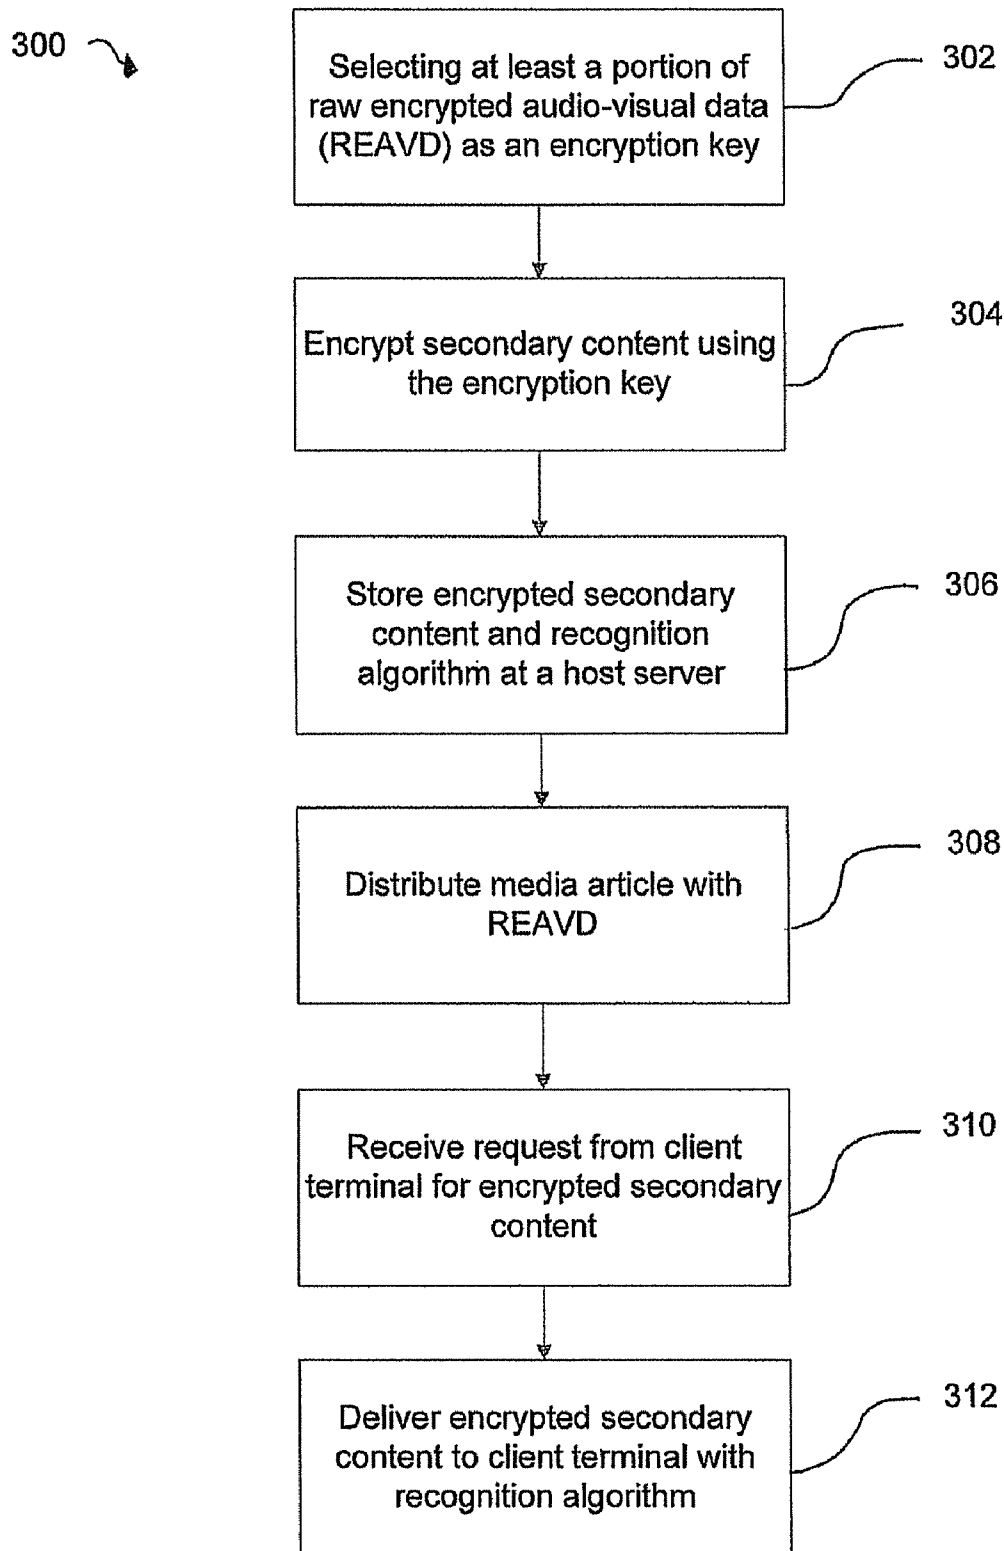 300
Selecting at least a portion of
raw encrypted audio-visual data
(REAVD) as an encryption key
302
Encrypt secondary content using
the encryption key
304
Store encrypted secondary
content and recognition
algorithm at a host server
306
Distribute media article with
REAVD
308
Receive request from client
terminal for encrypted secondary
content
310
Deliver encrypted secondary
content to client terminal with
recognition algorithm
312